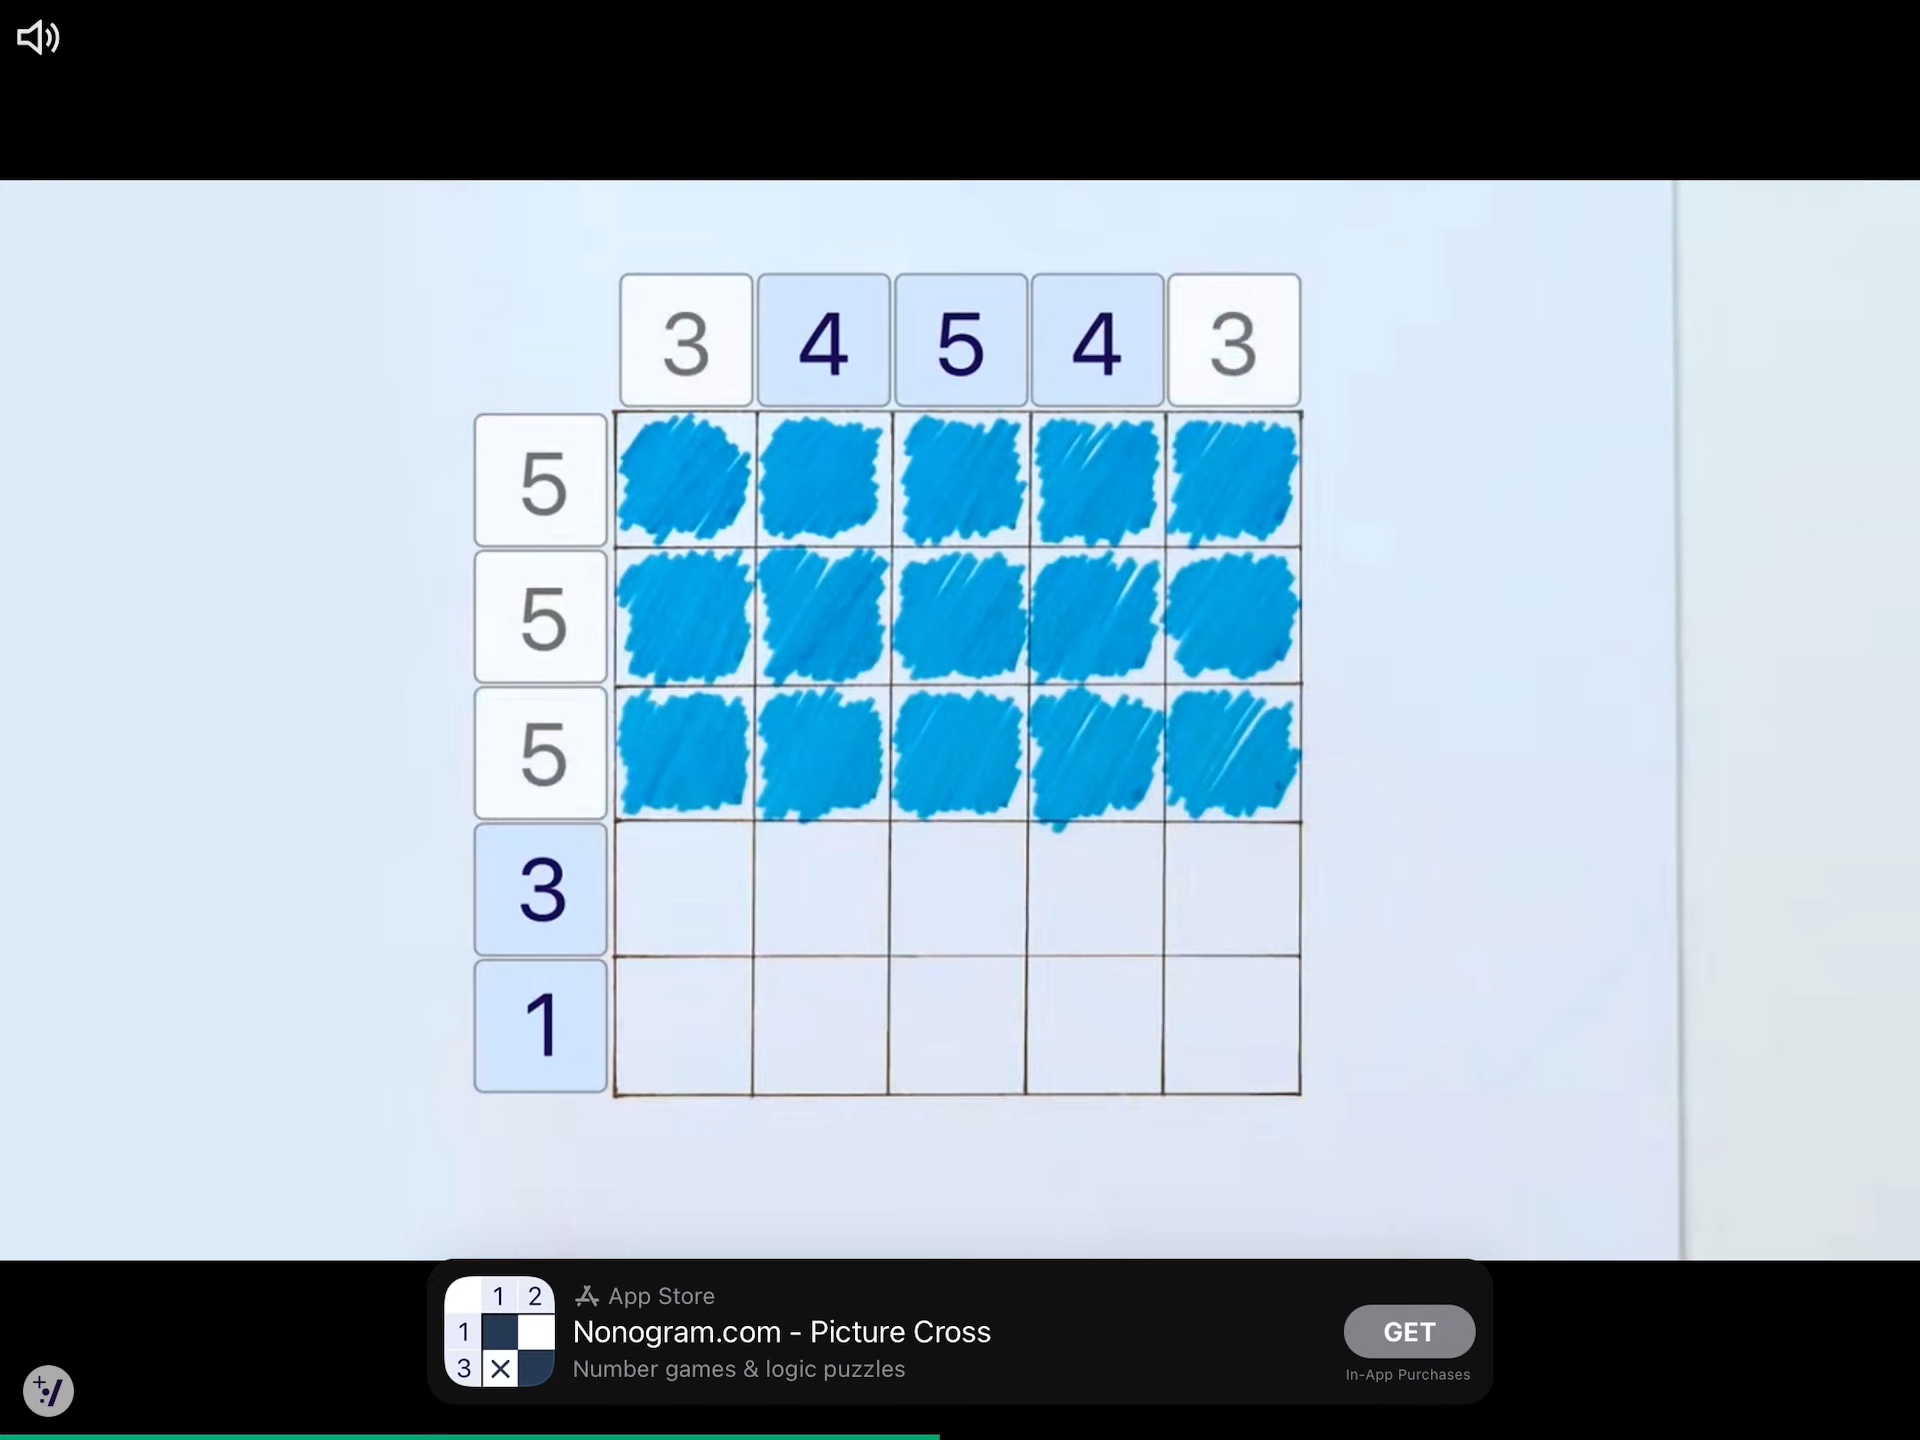 3 4 5 4 3
5
5
5
3
1
1 2
1
3
App Store
Nonogram.com - Picture Cross
Number games & logic puzzles
GET
In-App Purchases